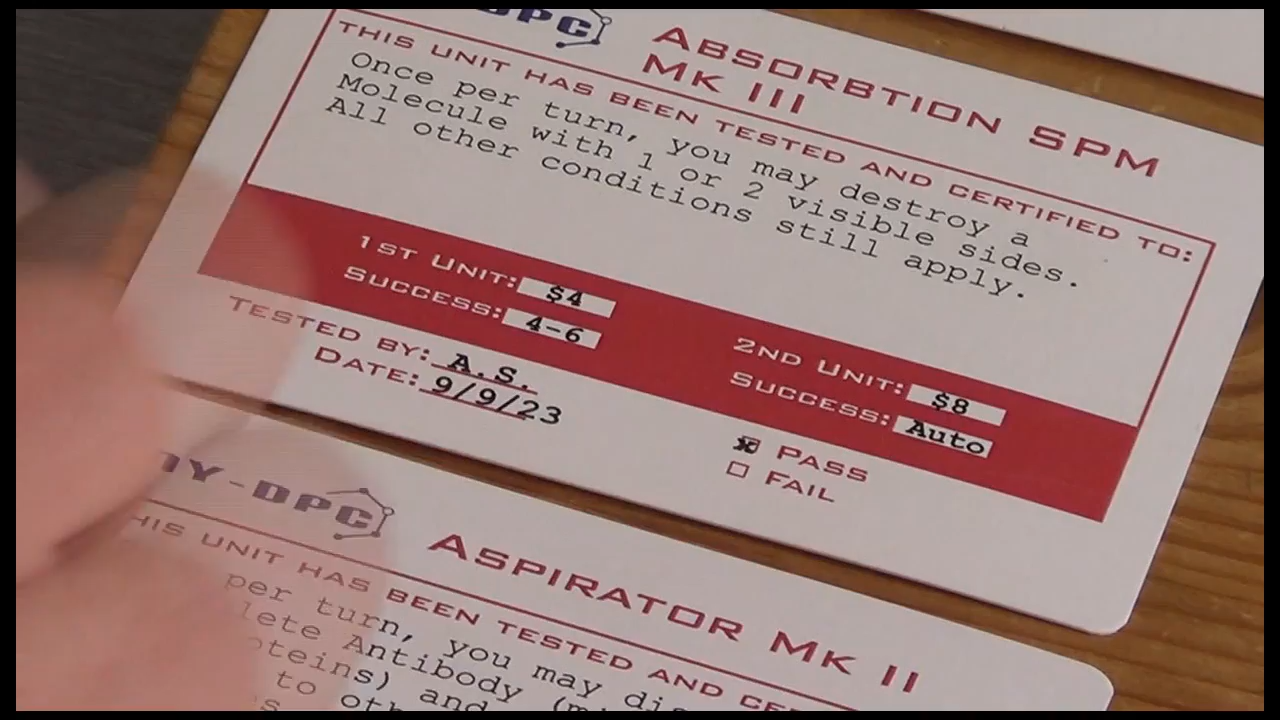 DPC
ABSORBTION SPM
MK III
THIS UNIT HAS BEEN TESTED AND CERTIFIED TO:
Once per turn, you may destroy a
Molecule with 1 or 2 visible sides.
All other conditions still apply.
1ST UNIT: $4
SUCCESS: 4-6
2ND UNIT: $8
SUCCESS: Auto
TESTED BY: A.S.
DATE: 9/9/23
PASS
FAIL
-DPC
ASPIRATOR MK II
THIS UNIT HAS BEEN TESTED AND
per turn, you may
Antibody
and
to